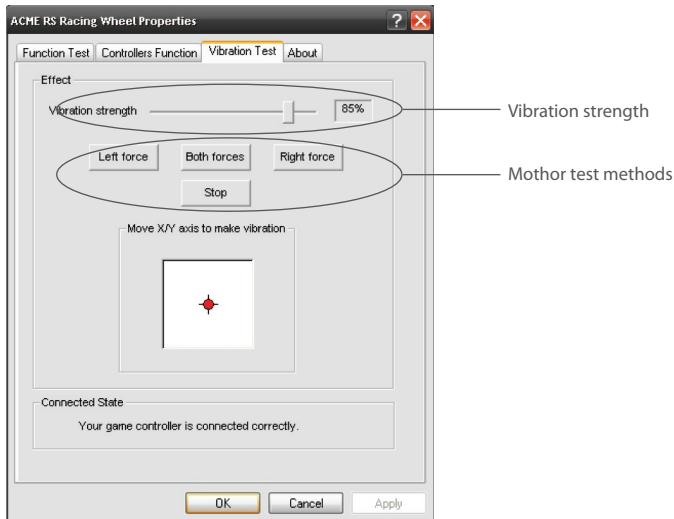 ACME RS Racing Wheel Properties
Function Test Controllers Function Vibration Test About
Effect
Vibration strength 85%
Vibration strength
Left force Both forces Right force
Mothor test methods
Stop
Move X/Y axis to make vibration
Connected State
Your game controller is connected correctly.
OK Cancel Apply